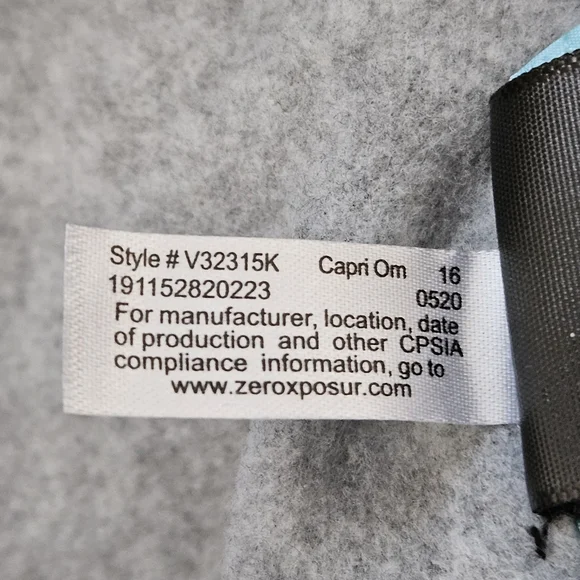 Style # V32315K Capri Om 16
191152820223 0520
For manufacturer, location, date
of production and other CPSIA
compliance information, go to
www.zeroxposur.com